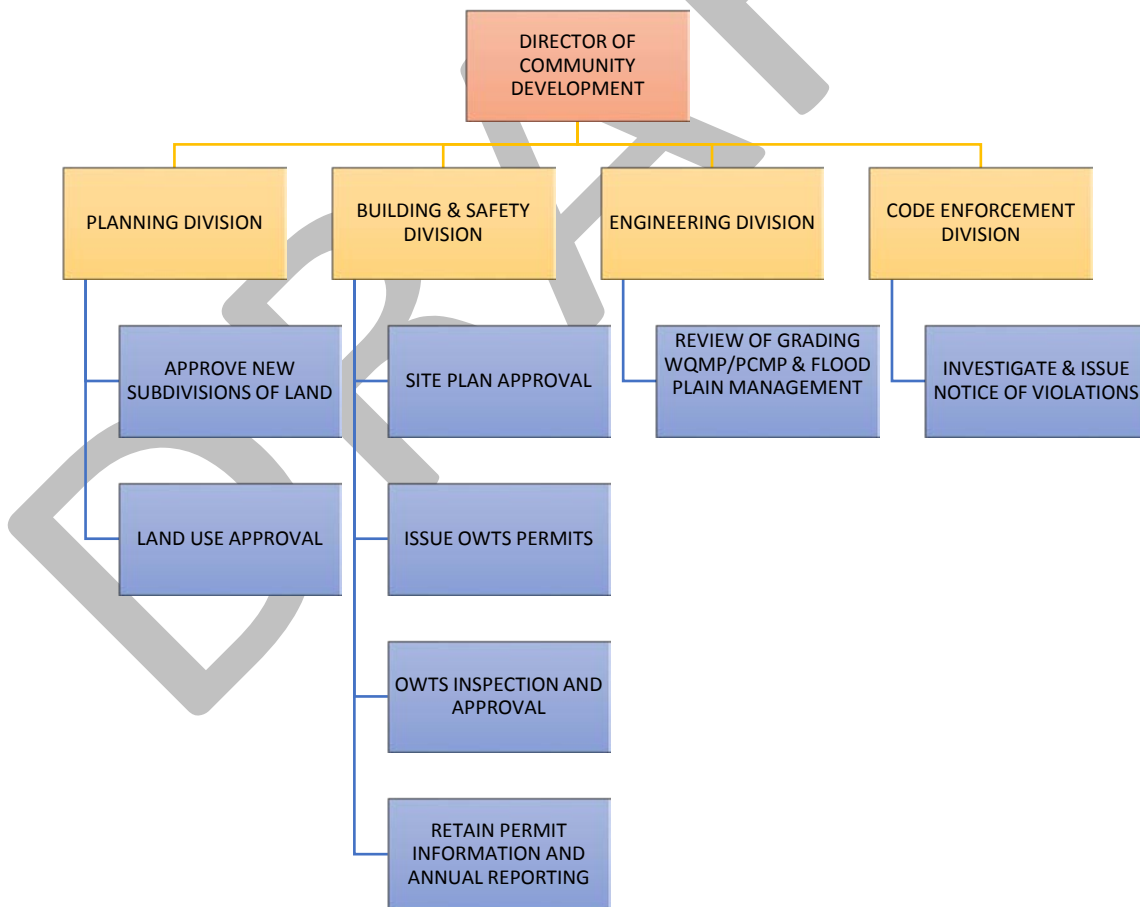 DIRECTOR OF
COMMUNITY
DEVELOPMENT
PLANNING DIVISION
BUILDING & SAFETY
DIVISION
ENGINEERING DIVISION
CODE ENFORCEMENT
DIVISION
APPROVE NEW
SUBDIVISIONS OF LAND
SITE PLAN APPROVAL
REVIEW OF GRADING
WQMP/PCMP & FLOOD
PLAIN MANAGEMENT
INVESTIGATE & ISSUE
NOTICE OF VIOLATIONS
LAND USE APPROVAL
ISSUE OWTS PERMITS
OWTS INSPECTION AND
APPROVAL
RETAIN PERMIT
INFORMATION AND
ANNUAL REPORTING
DRAFT